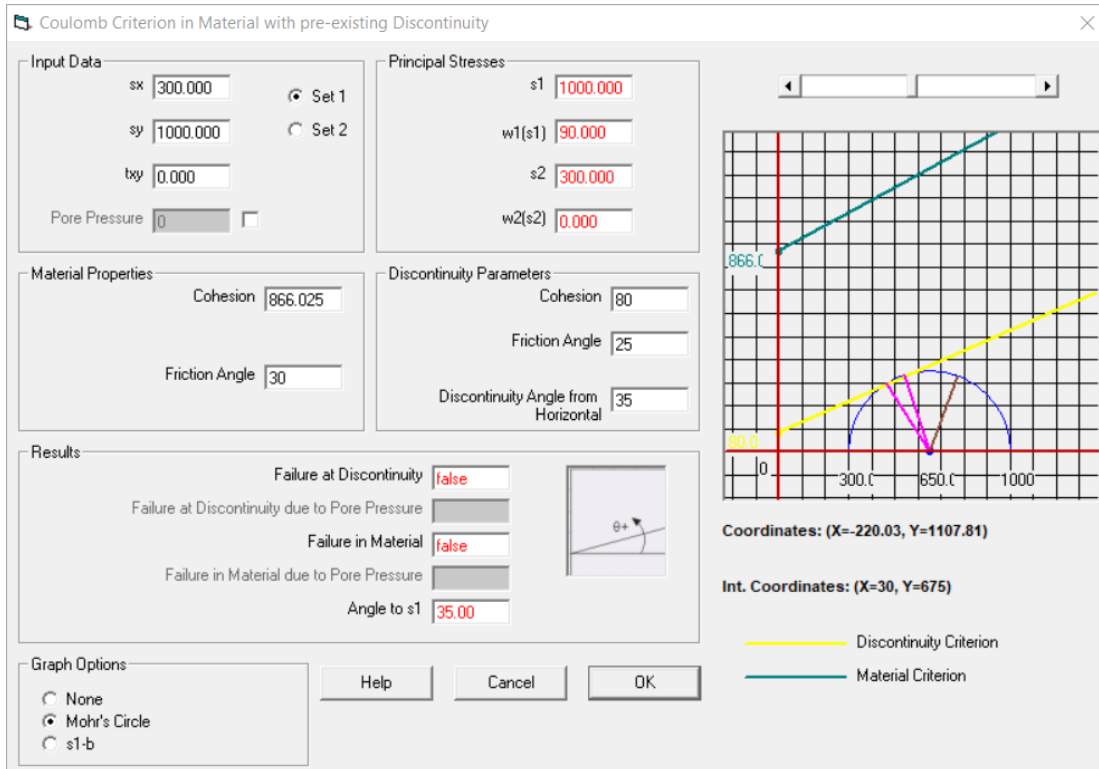 Coulomb Criterion in Material with pre-existing Discontinuity
Input Data
sx 300.000
Set 1
sy 1000.000
Set 2
txy 0.000
Pore Pressure 0
Principal Stresses
s1 1000.000
w1(s1) 90.000
s2 300.000
w2(s2) 0.000
Material Properties
Cohesion 866.025
Friction Angle 30
Discontinuity Parameters
Cohesion 80
Friction Angle 25
Discontinuity Angle from
Horizontal 35
Results
Failure at Discontinuity false
Failure at Discontinuity due to Pore Pressure
Failure in Material false
Failure in Material due to Pore Pressure
Angle to s1 35.00
θ+
Graph Options
None
Mohr's Circle
s1-b
Help
Cancel
OK
866.0
80.0
0
300.0
650.0
1000
Coordinates: (X=-220.03, Y=1107.81)
Int. Coordinates: (X=30, Y=675)
Discontinuity Criterion
Material Criterion